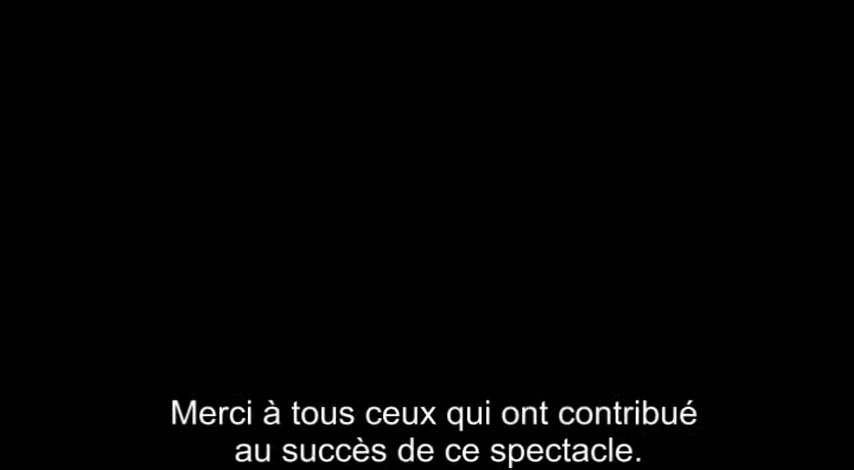 Merci à tous ceux qui ont contribué
au succès de ce spectacle.